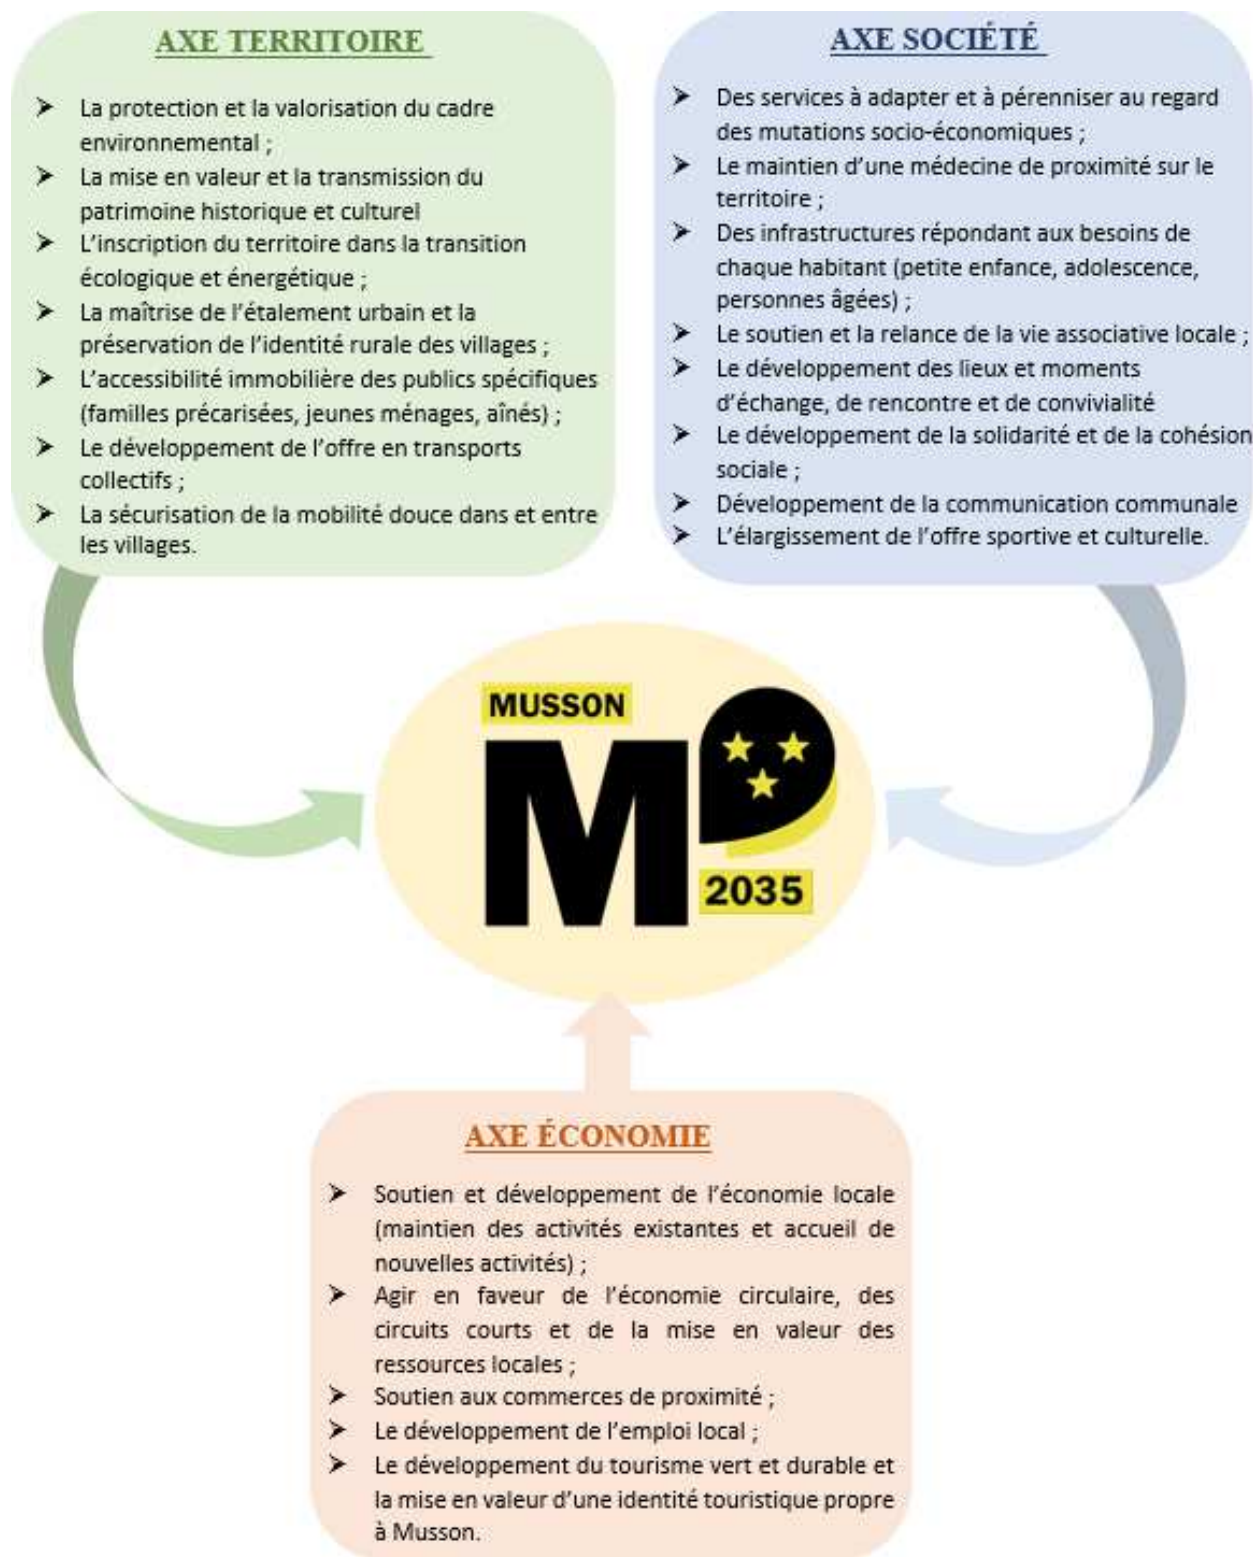 AXE TERRITOIRE
➤ La protection et la valorisation du cadre
environnemental ;
➤ La mise en valeur et la transmission du
patrimoine historique et culturel
➤ L’inscription du territoire dans la transition
écologique et énergétique ;
➤ La maîtrise de l’étalement urbain et la
préservation de l’identité rurale des villages ;
➤ L’accessibilité immobilière des publics spécifiques
(familles précarisées, jeunes ménages, aînés) ;
➤ Le développement de l’offre en transports
collectifs ;
➤ La sécurisation de la mobilité douce dans et entre
les villages.
AXE SOCIÉTÉ
➤ Des services à adapter et à pérenniser au regard
des mutations socio-économiques ;
➤ Le maintien d’une médecine de proximité sur le
territoire ;
➤ Des infrastructures répondant aux besoins de
chaque habitant (petite enfance, adolescence,
personnes âgées) ;
➤ Le soutien et la relance de la vie associative locale ;
➤ Le développement des lieux et moments
d’échange, de rencontre et de convivialité
➤ Le développement de la solidarité et de la cohésion
sociale ;
➤ Développement de la communication communale
➤ L’élargissement de l’offre sportive et culturelle.
MUSSON
M
2035
AXE ÉCONOMIE
➤ Soutien et développement de l’économie locale
(maintien des activités existantes et accueil de
nouvelles activités) ;
➤ Agir en faveur de l’économie circulaire, des
circuits courts et de la mise en valeur des
ressources locales ;
➤ Soutien aux commerces de proximité ;
➤ Le développement de l’emploi local ;
➤ Le développement du tourisme vert et durable et
la mise en valeur d’une identité touristique propre
à Musson.